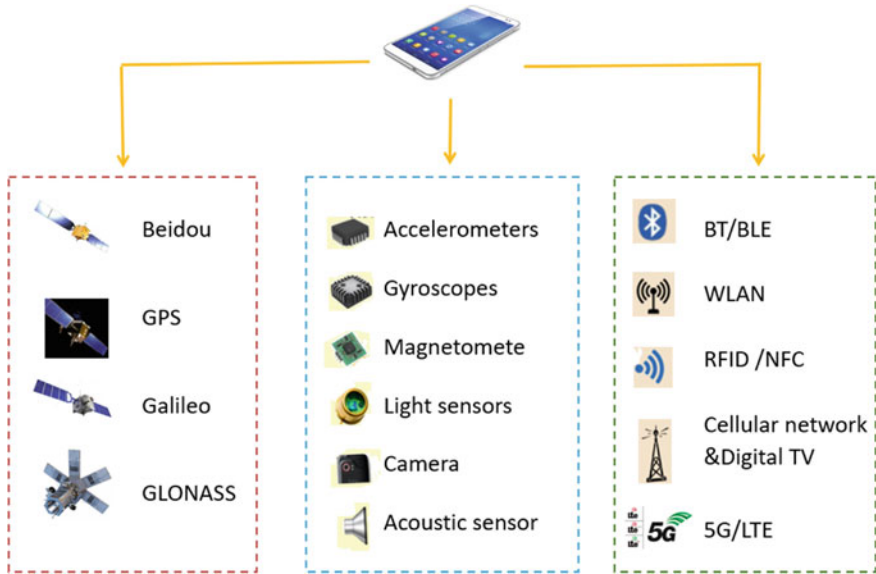 Beidou
GPS
Galileo
GLONASS
Accelerometers
Gyroscopes
Magnetomete
Light sensors
Camera
Acoustic sensor
BT/BLE
WLAN
RFID /NFC
Cellular network
&Digital TV
5G
5G/LTE